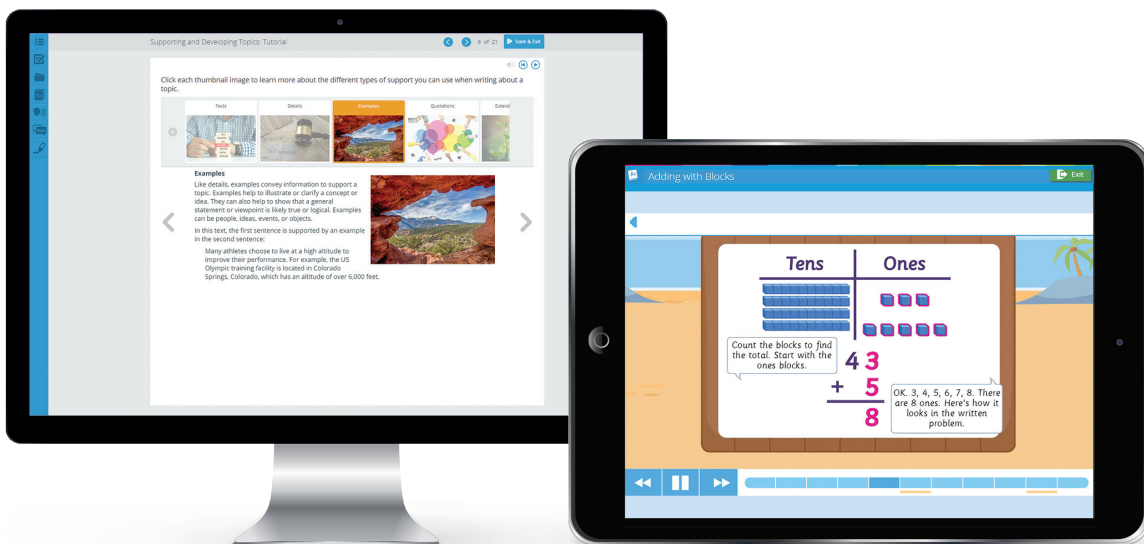 Supporting and Developing Topics: Tutorial
9 of 21
Save & Exit
Click each thumbnail image to learn more about the different types of support you can use when writing about a
topic.
Facts
Details
Examples
Quotations
Extend
Examples
Like details, examples convey information to support a
topic. Examples help to illustrate or clarify a concept or
idea. They can also help to show that a general
statement or viewpoint is likely true or logical. Examples
can be people, ideas, events, or objects.
In this text, the first sentence is supported by an example
in the second sentence:
Many athletes choose to live at a high altitude to
improve their performance. For example, the US
Olympic training facility is located in Colorado
Springs, Colorado, which has an altitude of over 6,000 feet.
Adding with Blocks
Exit
Tens
Ones
Count the blocks to find
the total. Start with the
ones blocks.
4 3
+ 5
8
OK. 3, 4, 5, 6, 7, 8. There
are 8 ones. Here's how it
looks in the written
problem.